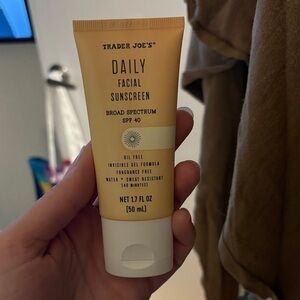 TRADER JOE'S
DAILY
FACIAL
SUNSCREEN
BROAD SPECTRUM
SPF 40
OIL FREE
INVISIBLE GEL FORMULA
FRAGRANCE FREE
WATER + SWEAT RESISTANT
(40 MINUTES)
NET 1.7 FL OZ
(50 mL)